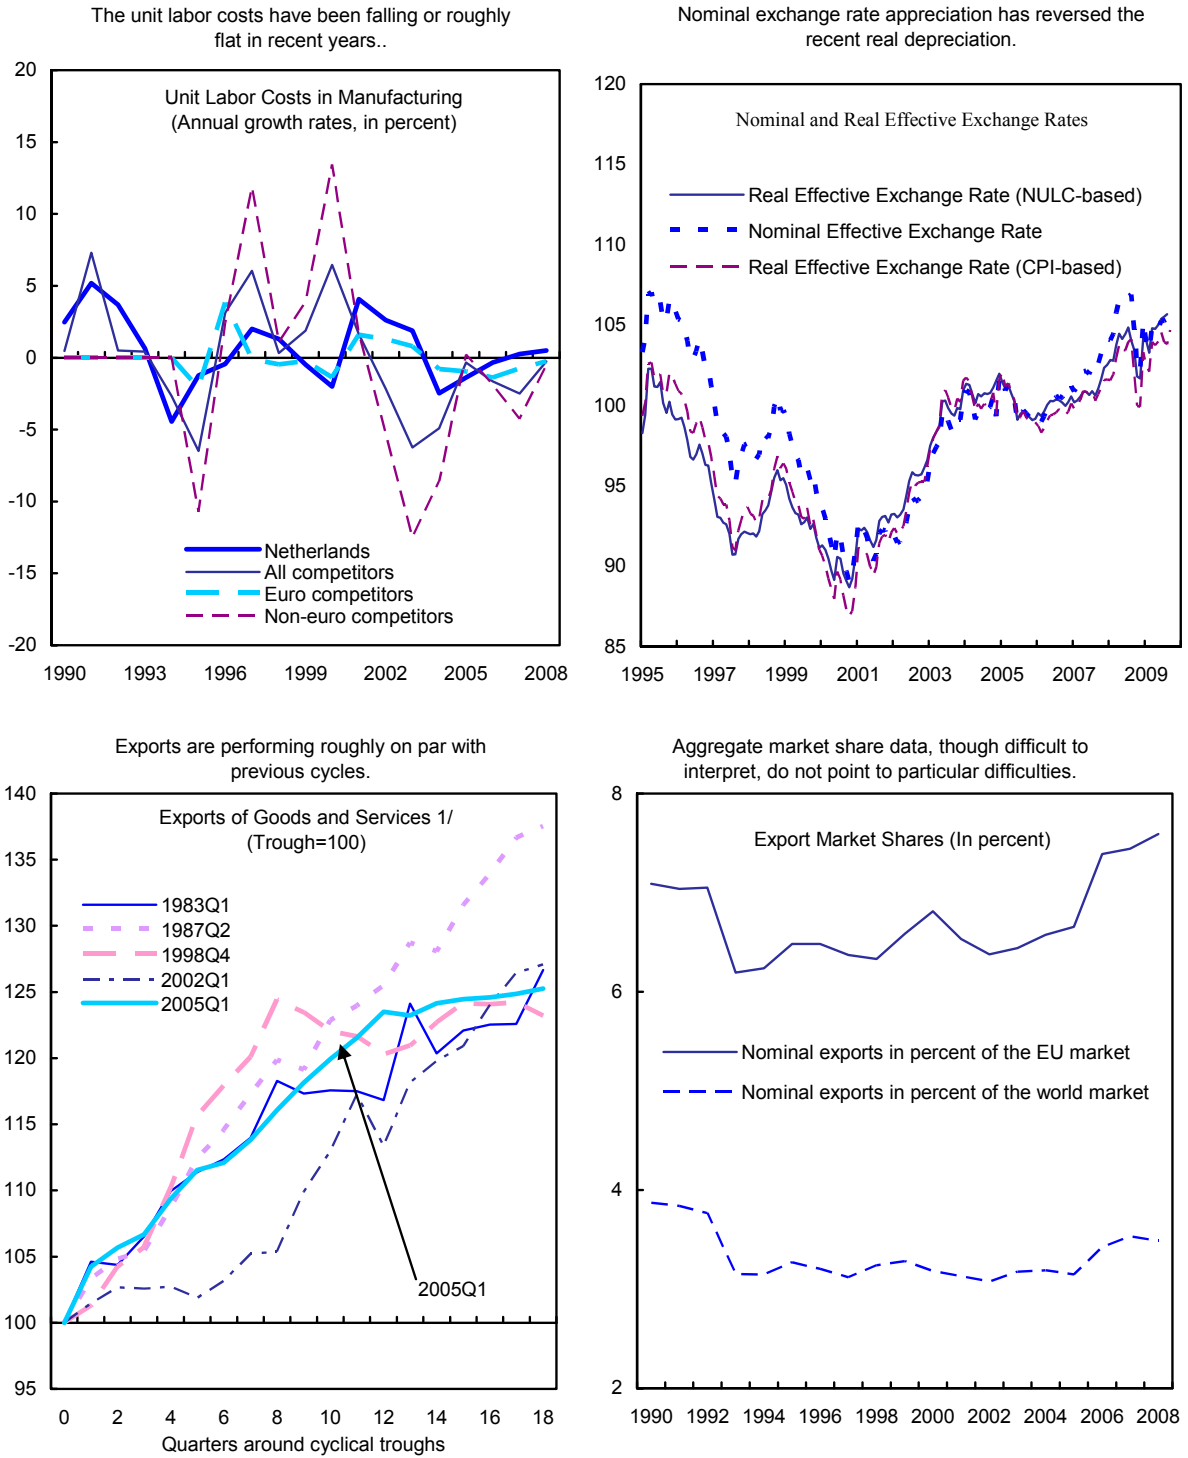 The unit labor costs have been falling or roughly
flat in recent years..
20
15
10
5
0
-5
-10
-15
-20
Unit Labor Costs in Manufacturing
(Annual growth rates, in percent)
Netherlands
All competitors
Euro competitors
Non-euro competitors
1990 1993 1996 1999 2002 2005 2008
Nominal exchange rate appreciation has reversed the
recent real depreciation.
120
115
110
105
100
95
90
85
Nominal and Real Effective Exchange Rates
Real Effective Exchange Rate (NULC-based)
Nominal Effective Exchange Rate
Real Effective Exchange Rate (CPI-based)
1995 1997 1999 2001 2003 2005 2007 2009
Exports are performing roughly on par with
previous cycles.
140
135
130
125
120
115
110
105
100
95
Exports of Goods and Services 1/
(Trough=100)
1983Q1
1987Q2
1998Q4
2002Q1
2005Q1
2005Q1
0 2 4 6 8 10 12 14 16 18
Quarters around cyclical troughs
Aggregate market share data, though difficult to
interpret, do not point to particular difficulties.
8
6
4
2
Export Market Shares (In percent)
Nominal exports in percent of the EU market
Nominal exports in percent of the world market
1990 1992 1994 1996 1998 2000 2002 2004 2006 2008